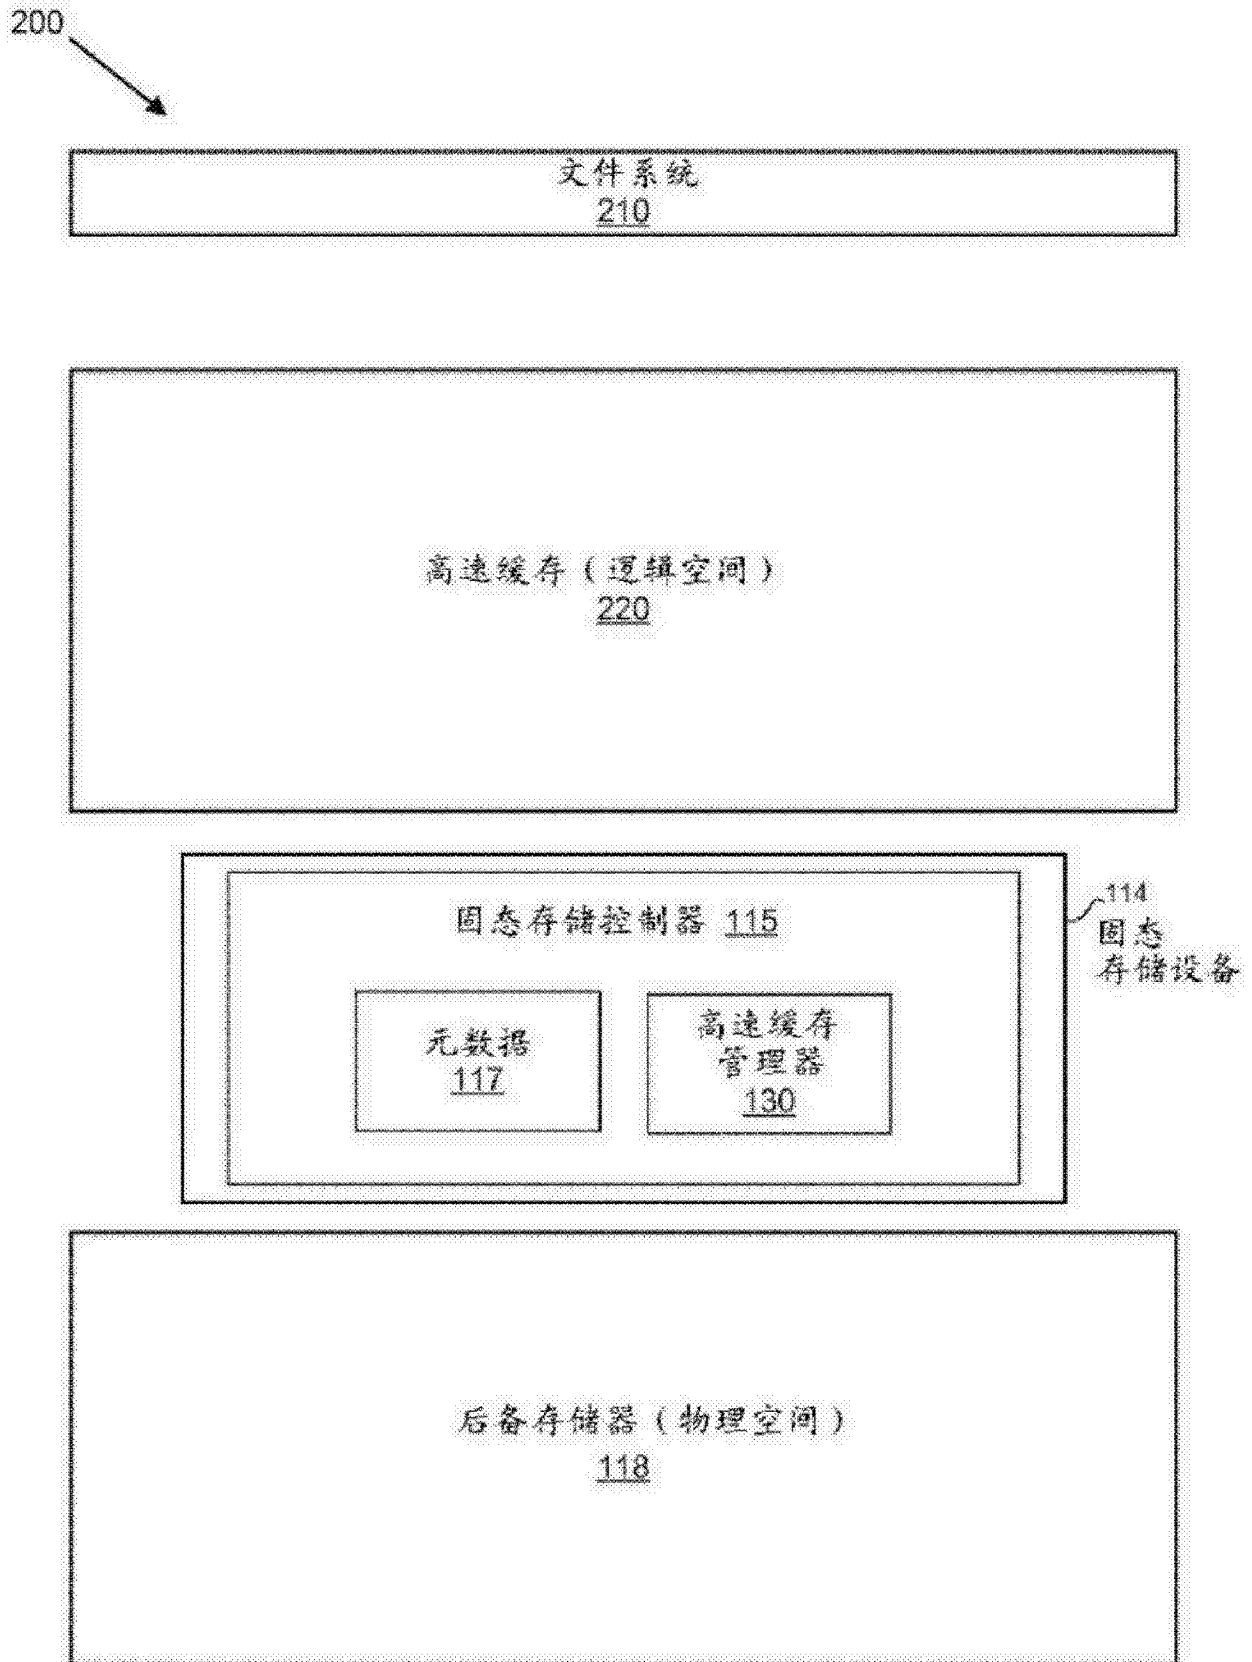 200
文件系统
210
高速缓存（逻辑空间）
220
固态存储控制器 115
114
固态
存储设备
元数据
117
高速缓存
管理器
130
后备存储器（物理空间）
118